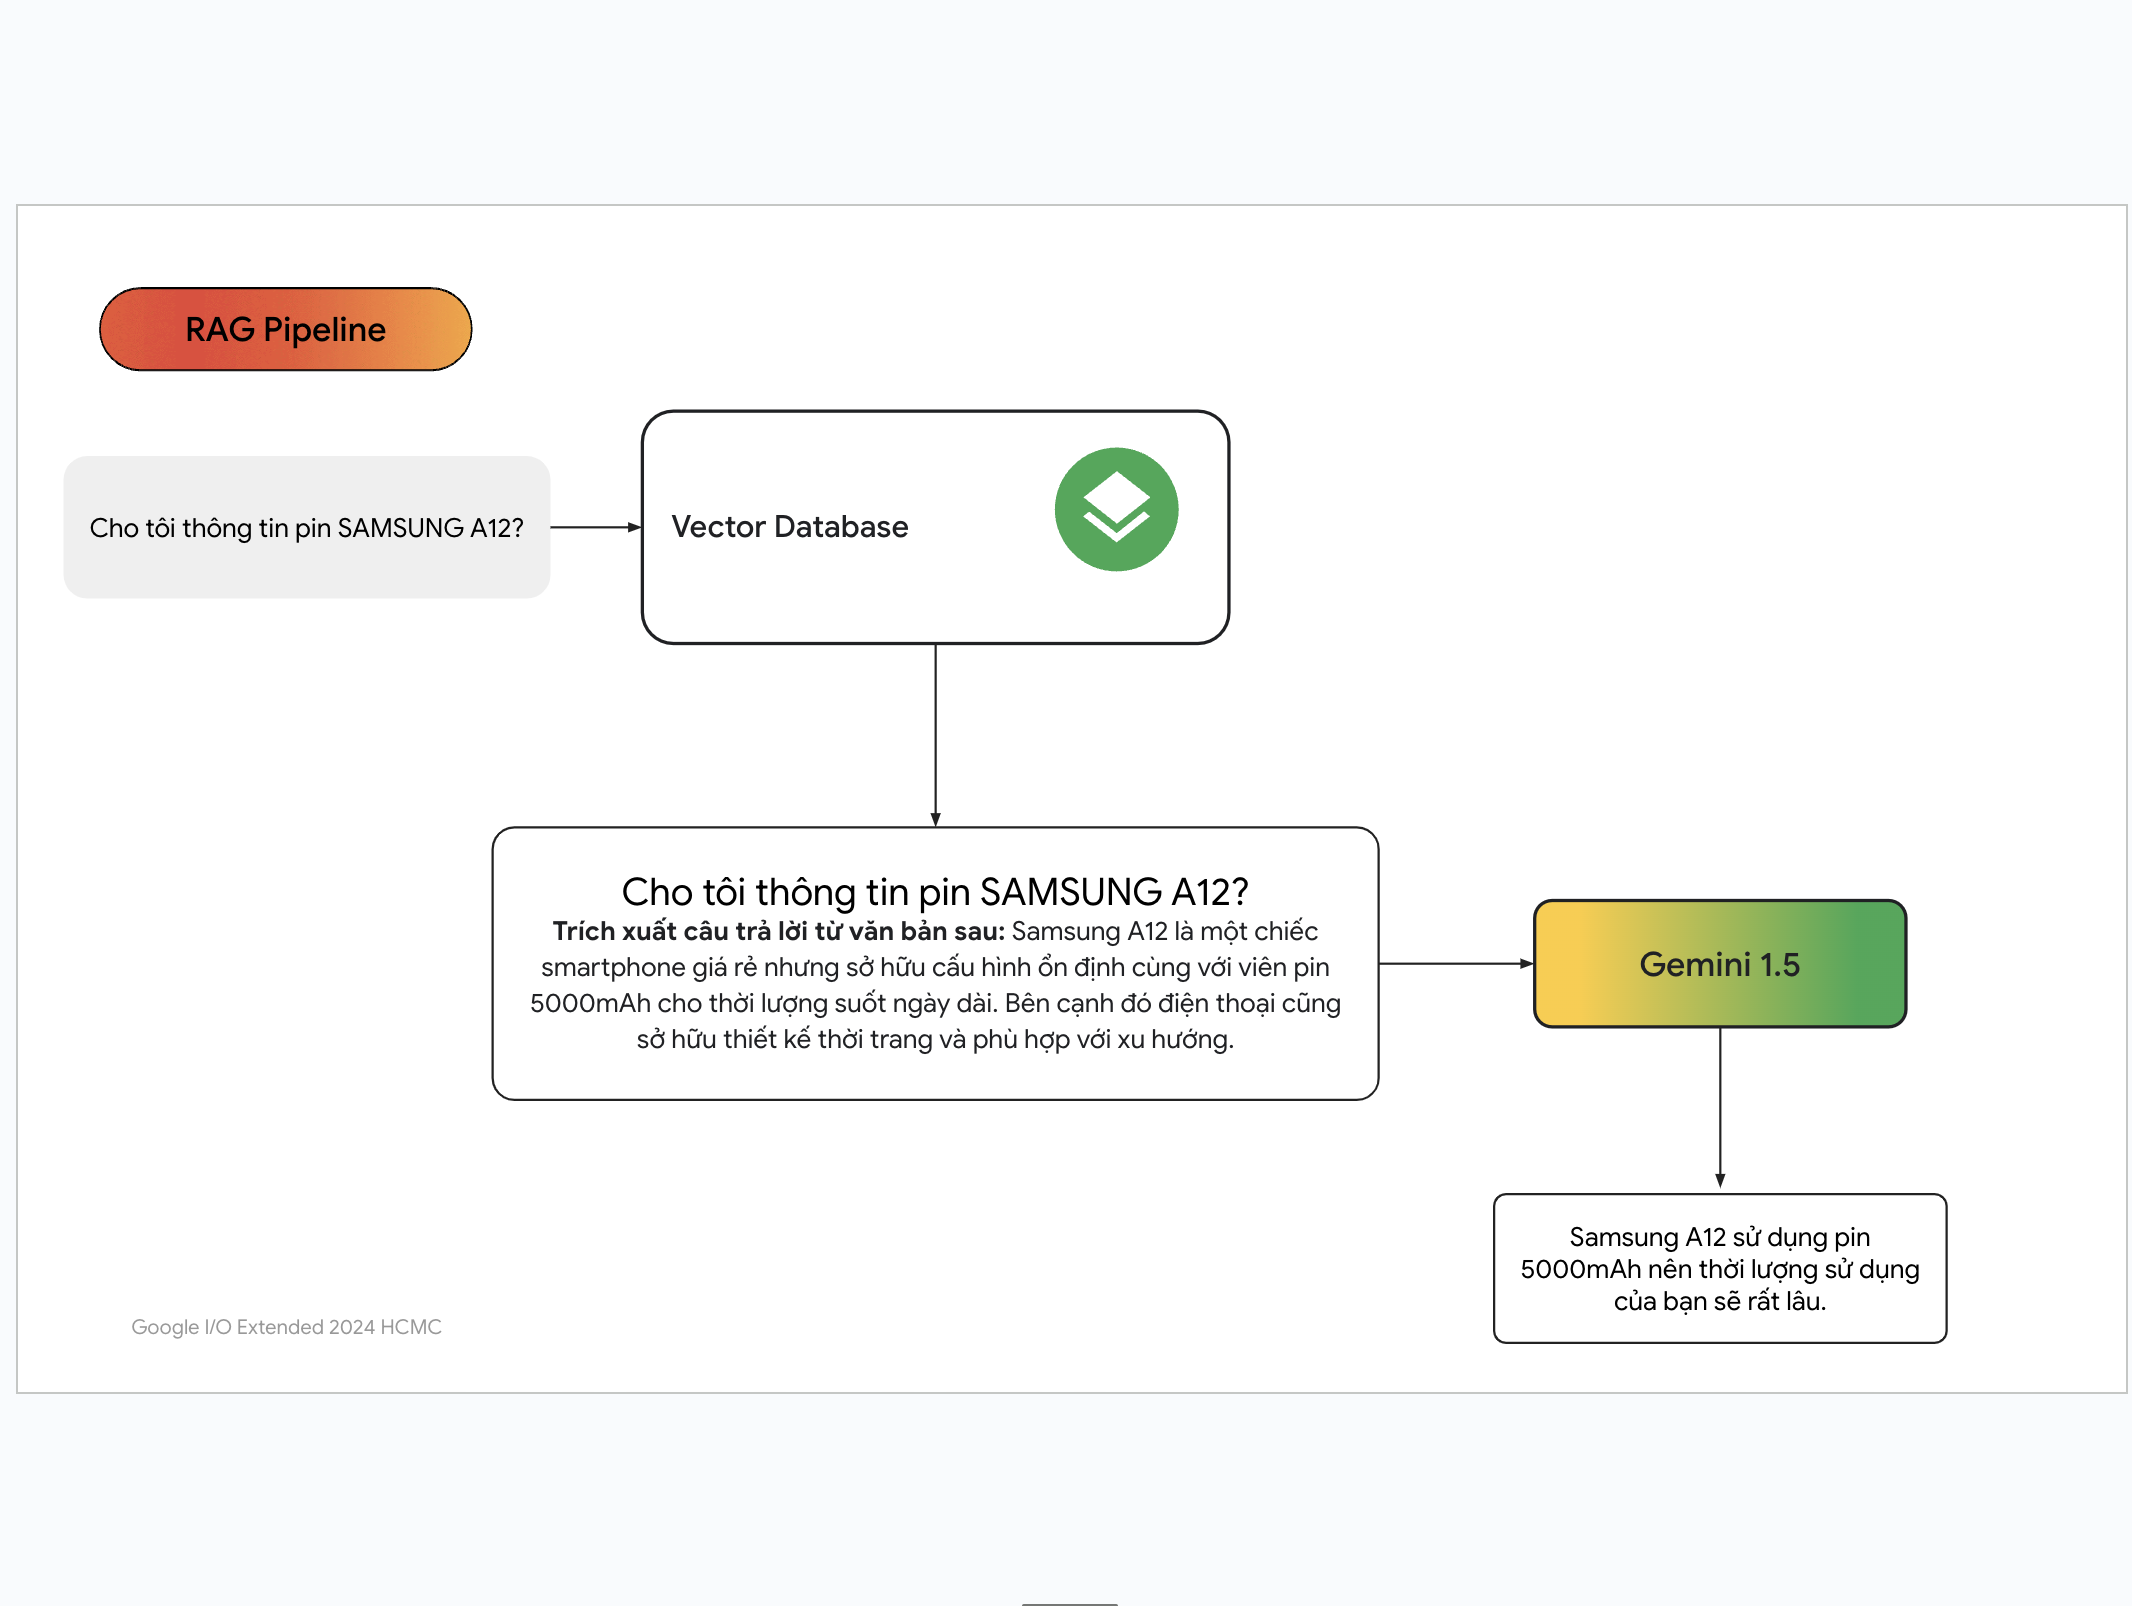 RAG Pipeline
Cho tôi thông tin pin SAMSUNG A12?
Vector Database
Cho tôi thông tin pin SAMSUNG A12?
Trích xuất câu trả lời từ văn bản sau: Samsung A12 là một chiếc
smartphone giá rẻ nhưng sở hữu cấu hình ổn định cùng với viên pin
5000mAh cho thời lượng suốt ngày dài. Bên cạnh đó điện thoại cũng
sở hữu thiết kế thời trang và phù hợp với xu hướng.
Gemini 1.5
Samsung A12 sử dụng pin
5000mAh nên thời lượng sử dụng
của bạn sẽ rất lâu.
Google I/O Extended 2024 HCMC